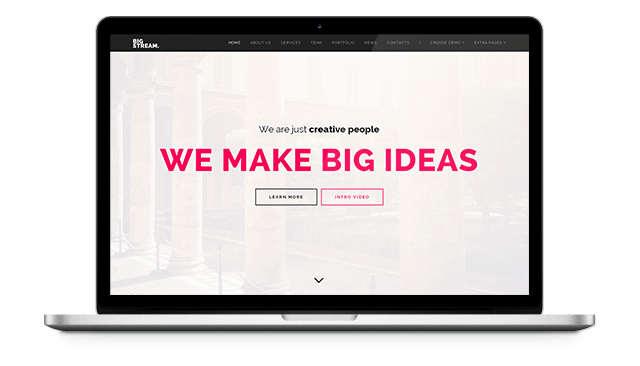 BIG
STREAM.
HOME ABOUT US SERVICES TEAM PORTFOLIO NEWS CONTACTS CHOOSE DEMO EXTRA PAGES
We are just creative people
WE MAKE BIG IDEAS
LEARN MORE INTRO VIDEO